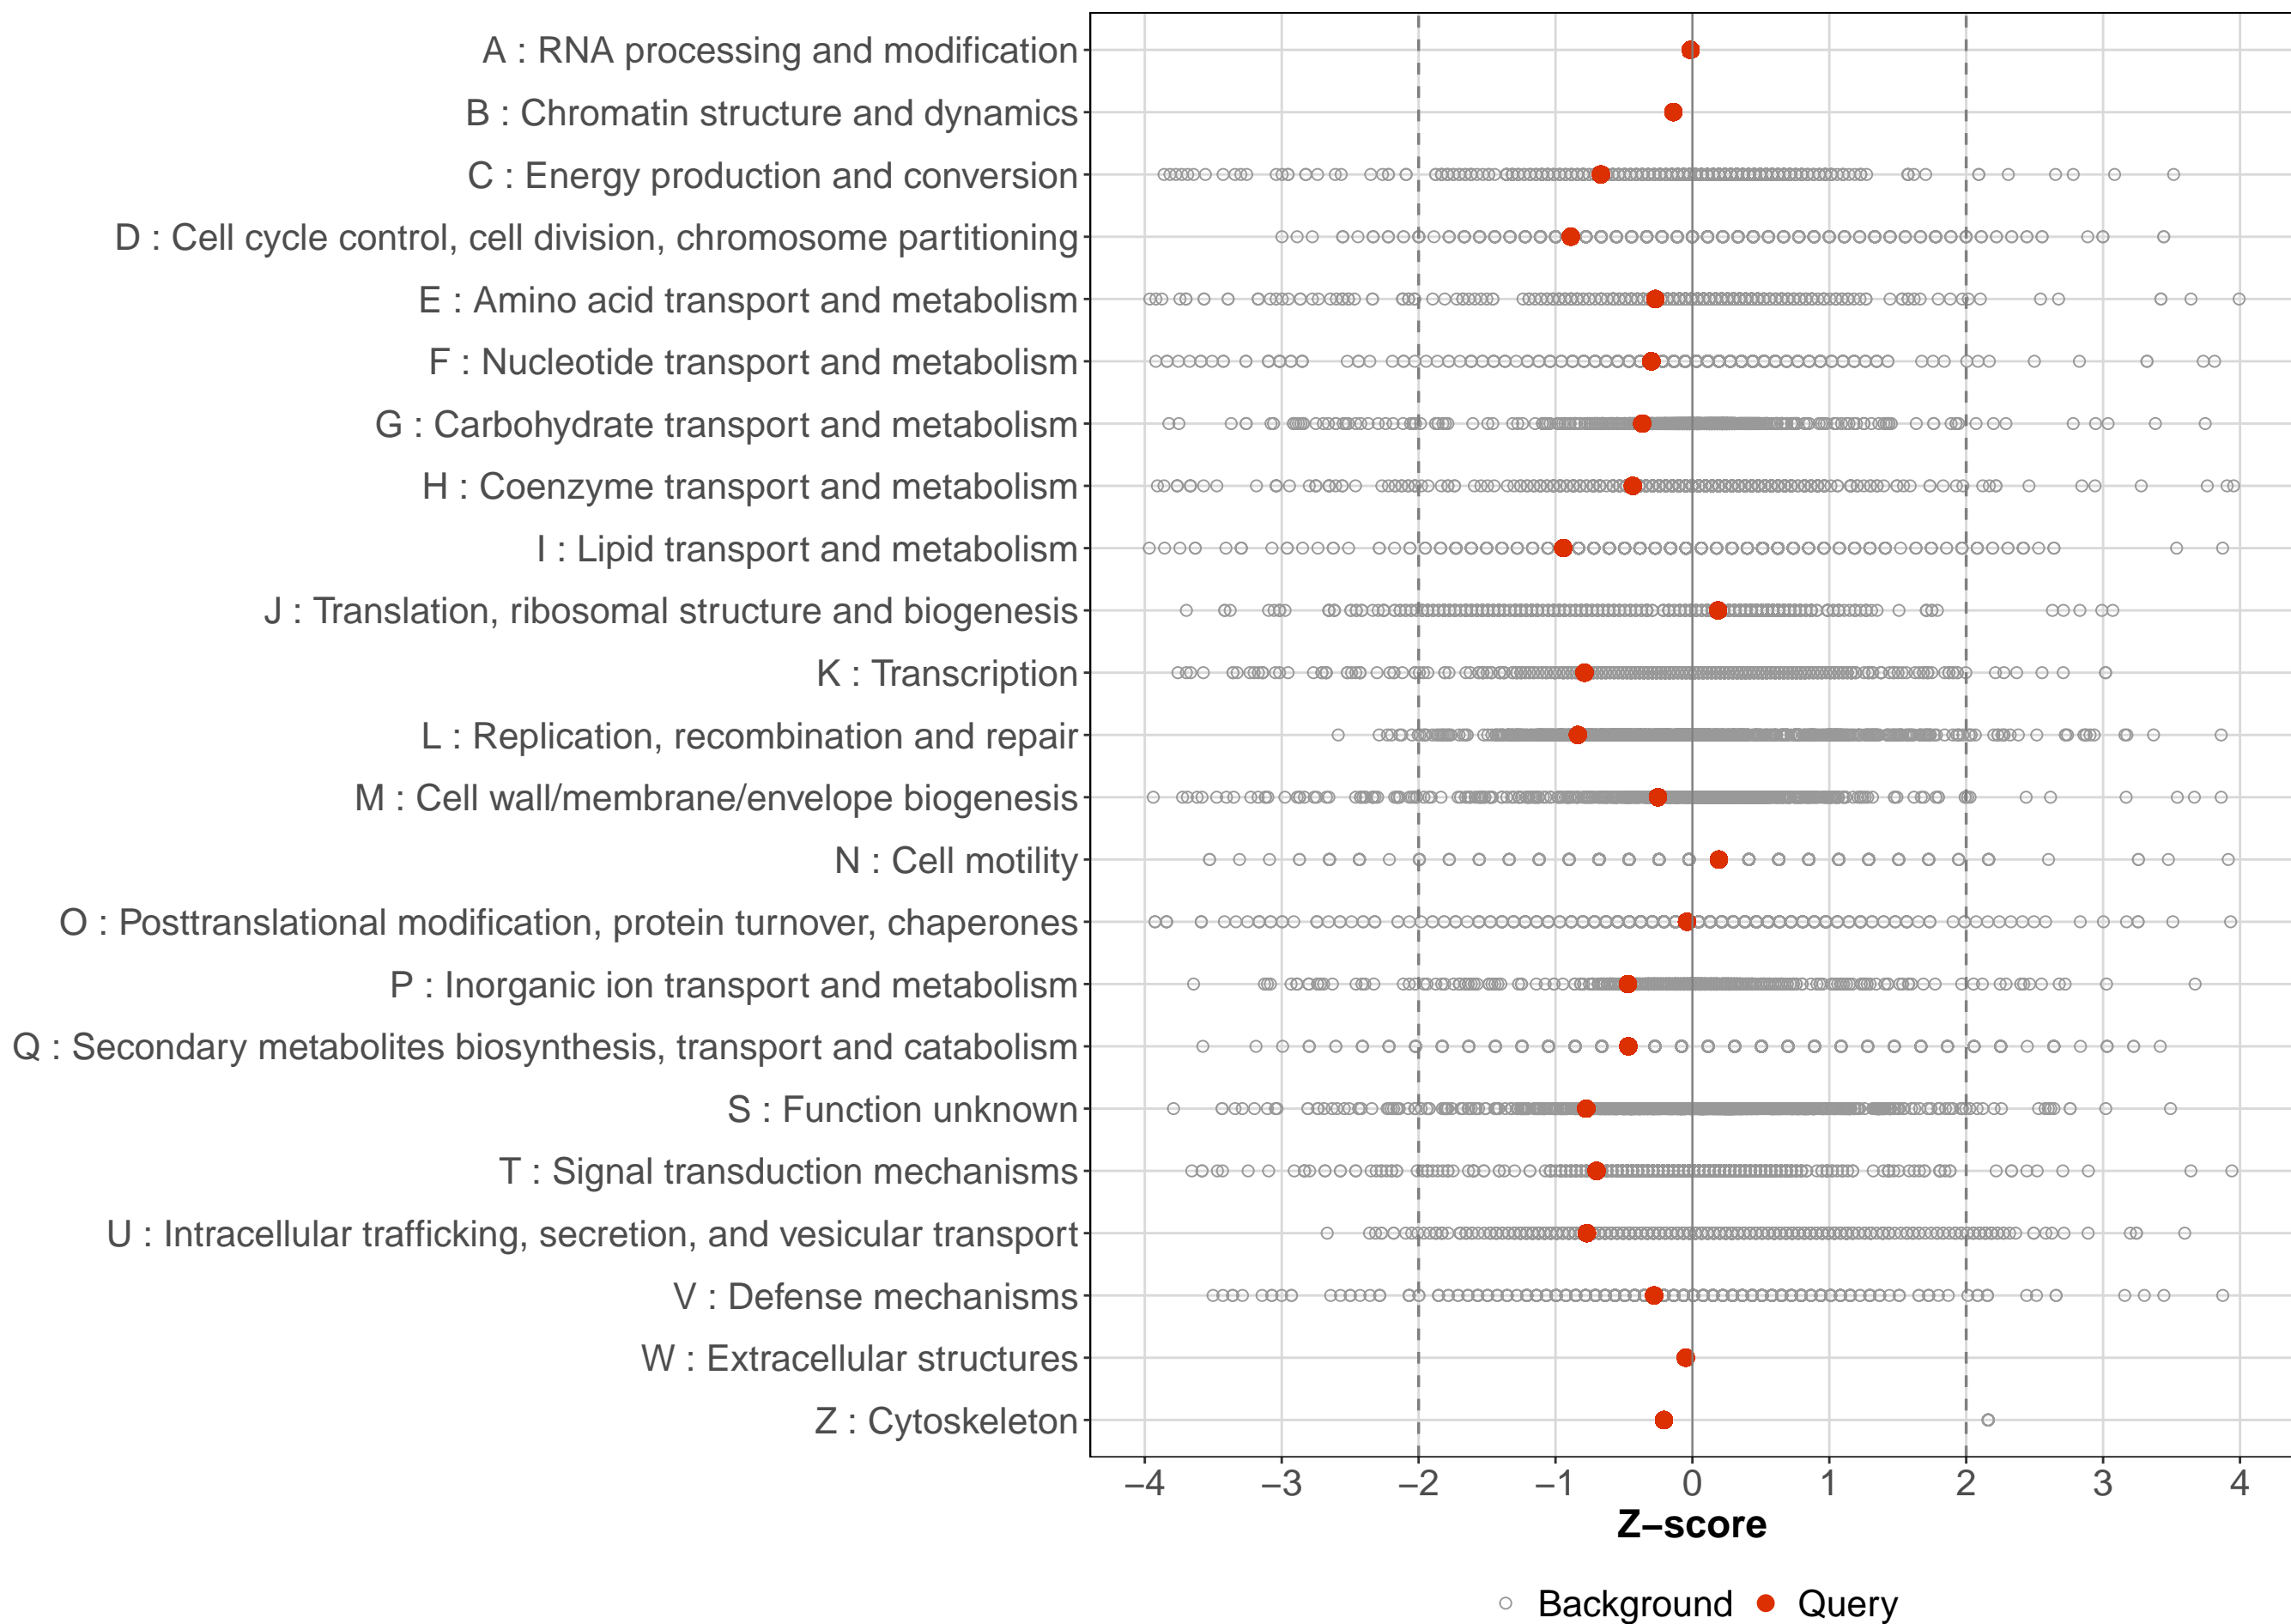 A : RNA processing and modification
B : Chromatin structure and dynamics
C : Energy production and conversion
D : Cell cycle control, cell division, chromosome partitioning
E : Amino acid transport and metabolism
F : Nucleotide transport and metabolism
G : Carbohydrate transport and metabolism
H : Coenzyme transport and metabolism
I : Lipid transport and metabolism
J : Translation, ribosomal structure and biogenesis
K : Transcription
L : Replication, recombination and repair
M : Cell wall/membrane/envelope biogenesis
N : Cell motility
O : Posttranslational modification, protein turnover, chaperones
P : Inorganic ion transport and metabolism
Q : Secondary metabolites biosynthesis, transport and catabolism
S : Function unknown
T : Signal transduction mechanisms
U : Intracellular trafficking, secretion, and vesicular transport
V : Defense mechanisms
W : Extracellular structures
Z : Cytoskeleton
−4 −3 −2 −1 0 1 2 3 4
Z−score
Background Query